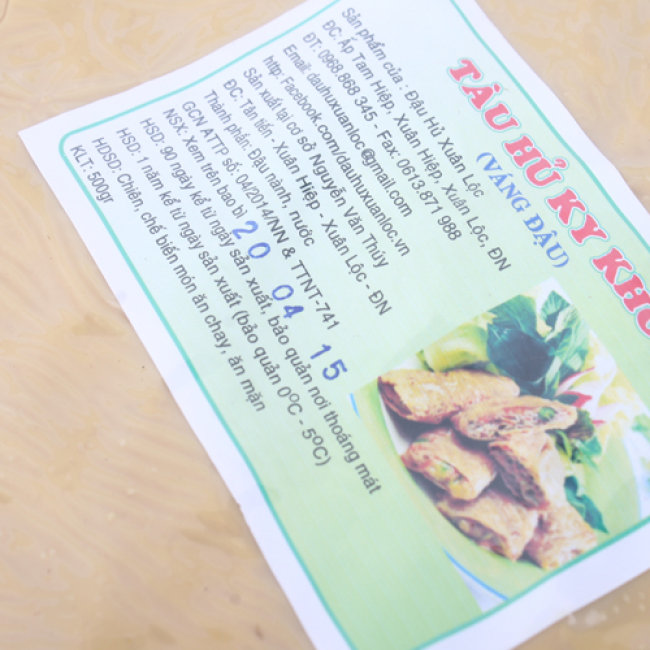 TÀU HỦ KY KHÔ
(VÁNG ĐẬU)
Sản phẩm của : Đậu Hủ Xuân Lộc
ĐC: Ấp Tam Hiệp, Xuân Hiệp, Xuân Lộc, ĐN
ĐT: 0968.868 345 - Fax: 0613.871 988
Email: dauhuxuanloc@gmail.com
http: Facebook.com/dauhuxuanloc.vn
Sản xuất tại cơ sở Nguyễn Văn Thúy
ĐC: Tân tiến - Xuân Hiệp - Xuân Lộc - ĐN
Thành phần: Đậu nành, nước
GCN ATTP số: 04/2014/NN & TTNT-741
NSX: Xem trên bao bì 20 04 15
HSD: 90 ngày kể từ ngày sản xuất, bảo quản nơi thoáng mát
HSD: 1 năm kể từ ngày sản xuất (bảo quản 0ºC - 5ºC)
HDSD: Chiên, chế biến món ăn chay, ăn mặn
KLT: 500gr